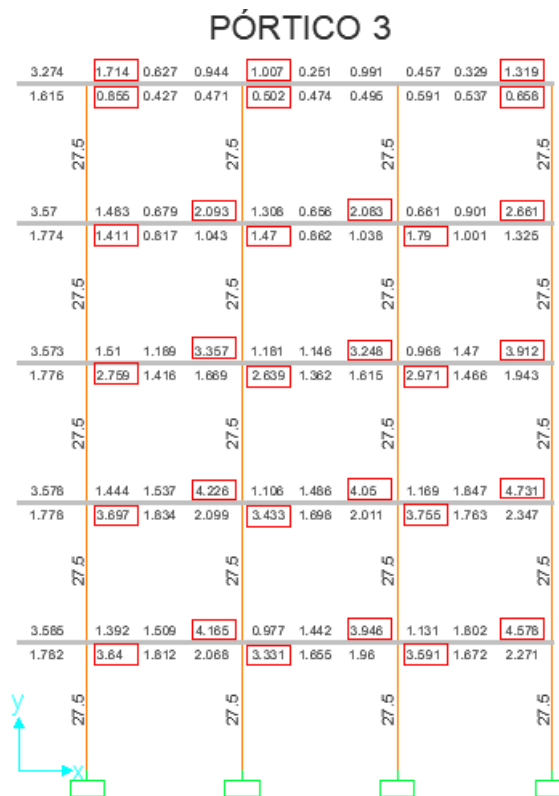 PÓRTICO 3
3.274 1.714 0.627 0.944 1.007 0.251 0.991 0.457 0.329 1.319
1.615 0.855 0.427 0.471 0.502 0.474 0.495 0.591 0.537 0.658
27.5 27.5 27.5 27.5
3.57 1.483 0.679 2.093 1.308 0.656 2.083 0.661 0.901 2.661
1.774 1.411 0.817 1.043 1.47 0.862 1.038 1.79 1.001 1.325
27.5 27.5 27.5 27.5
3.573 1.51 1.189 3.357 1.181 1.146 3.248 0.968 1.47 3.912
1.776 2.759 1.416 1.669 2.639 1.362 1.615 2.971 1.466 1.943
27.5 27.5 27.5 27.5
3.578 1.444 1.537 4.226 1.106 1.486 4.05 1.169 1.847 4.731
1.778 3.697 1.834 2.099 3.433 1.698 2.011 3.755 1.763 2.347
27.5 27.5 27.5 27.5
3.585 1.392 1.509 4.165 0.977 1.442 3.946 1.131 1.802 4.578
1.782 3.64 1.812 2.068 3.331 1.655 1.96 3.591 1.672 2.271
27.5 27.5 27.5 27.5
y
x